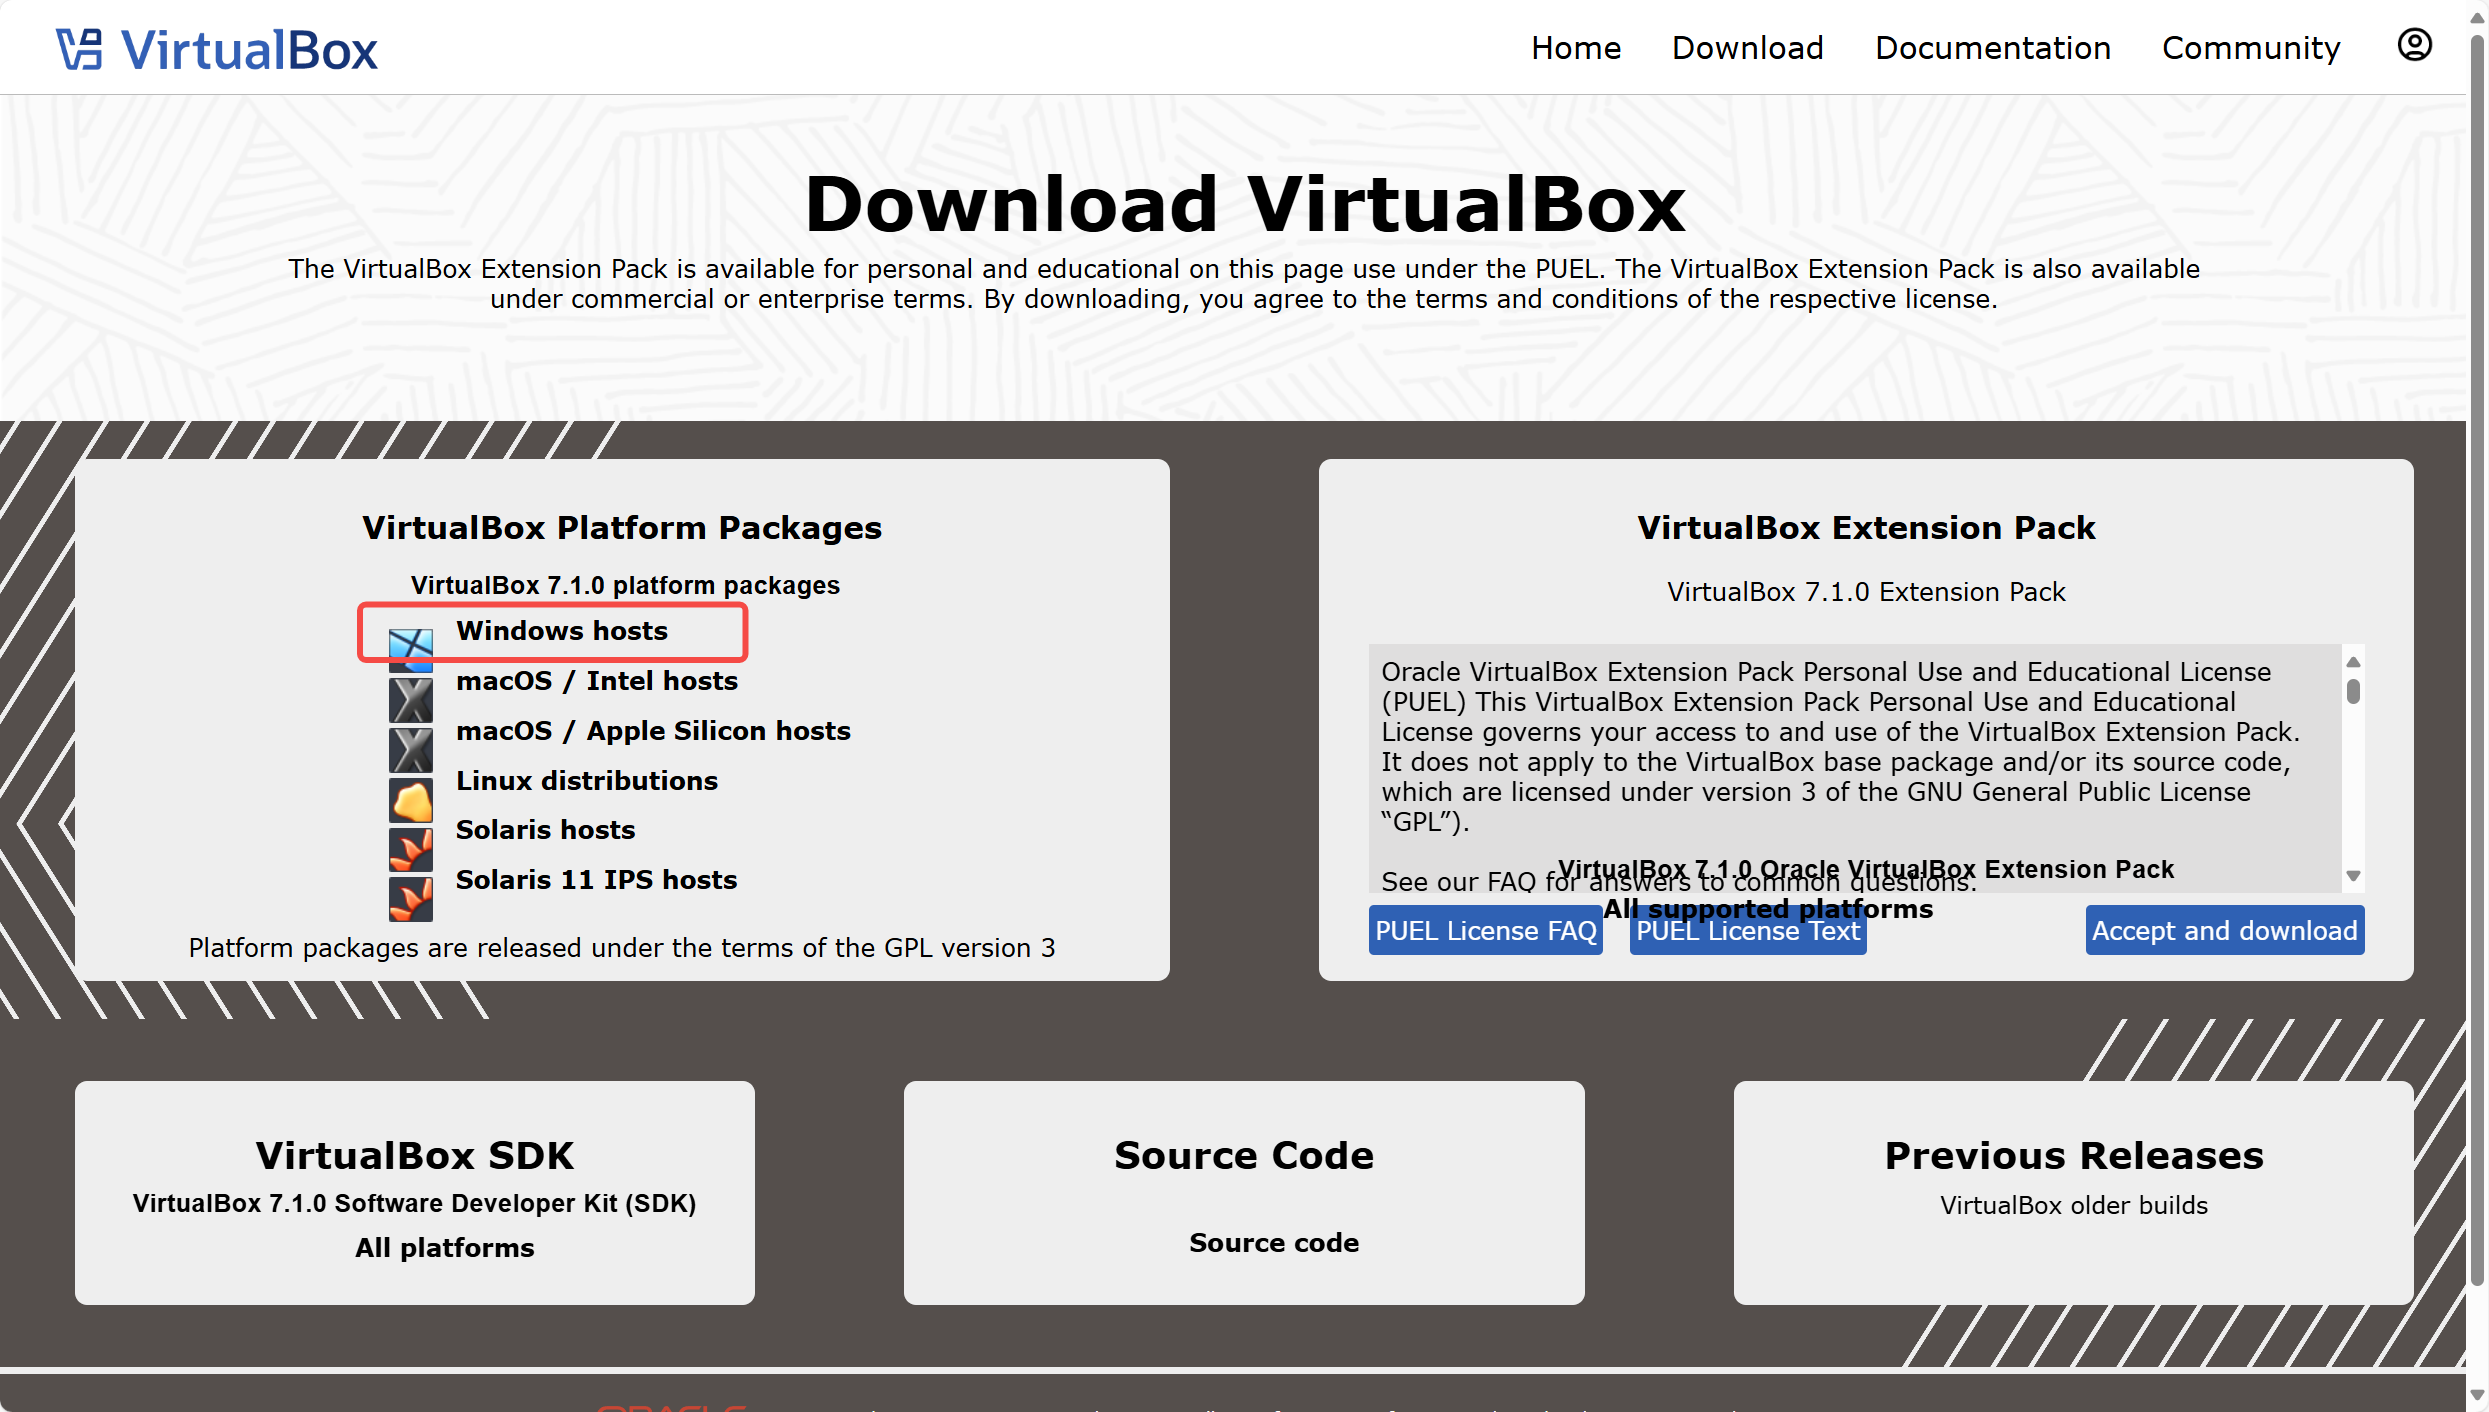 VirtualBox
Home Download Documentation Community
Download VirtualBox
The VirtualBox Extension Pack is available for personal and educational on this page use under the PUEL. The VirtualBox Extension Pack is also available
under commercial or enterprise terms. By downloading, you agree to the terms and conditions of the respective license.
VirtualBox Platform Packages
VirtualBox 7.1.0 platform packages
Windows hosts
macOS / Intel hosts
macOS / Apple Silicon hosts
Linux distributions
Solaris hosts
Solaris 11 IPS hosts
Platform packages are released under the terms of the GPL version 3
VirtualBox Extension Pack
VirtualBox 7.1.0 Extension Pack
Oracle VirtualBox Extension Pack Personal Use and Educational License
(PUEL) This VirtualBox Extension Pack Personal Use and Educational
License governs your access to and use of the VirtualBox Extension Pack.
It does not apply to the VirtualBox base package and/or its source code,
which are licensed under version 3 of the GNU General Public License
“GPL”).
VirtualBox 7.1.0 Oracle VirtualBox Extension Pack
See our FAQ for answers to common questions.
All supported platforms
PUEL License FAQ PUEL License Text Accept and download
VirtualBox SDK
VirtualBox 7.1.0 Software Developer Kit (SDK)
All platforms
Source Code
Source code
Previous Releases
VirtualBox older builds
ORACLE